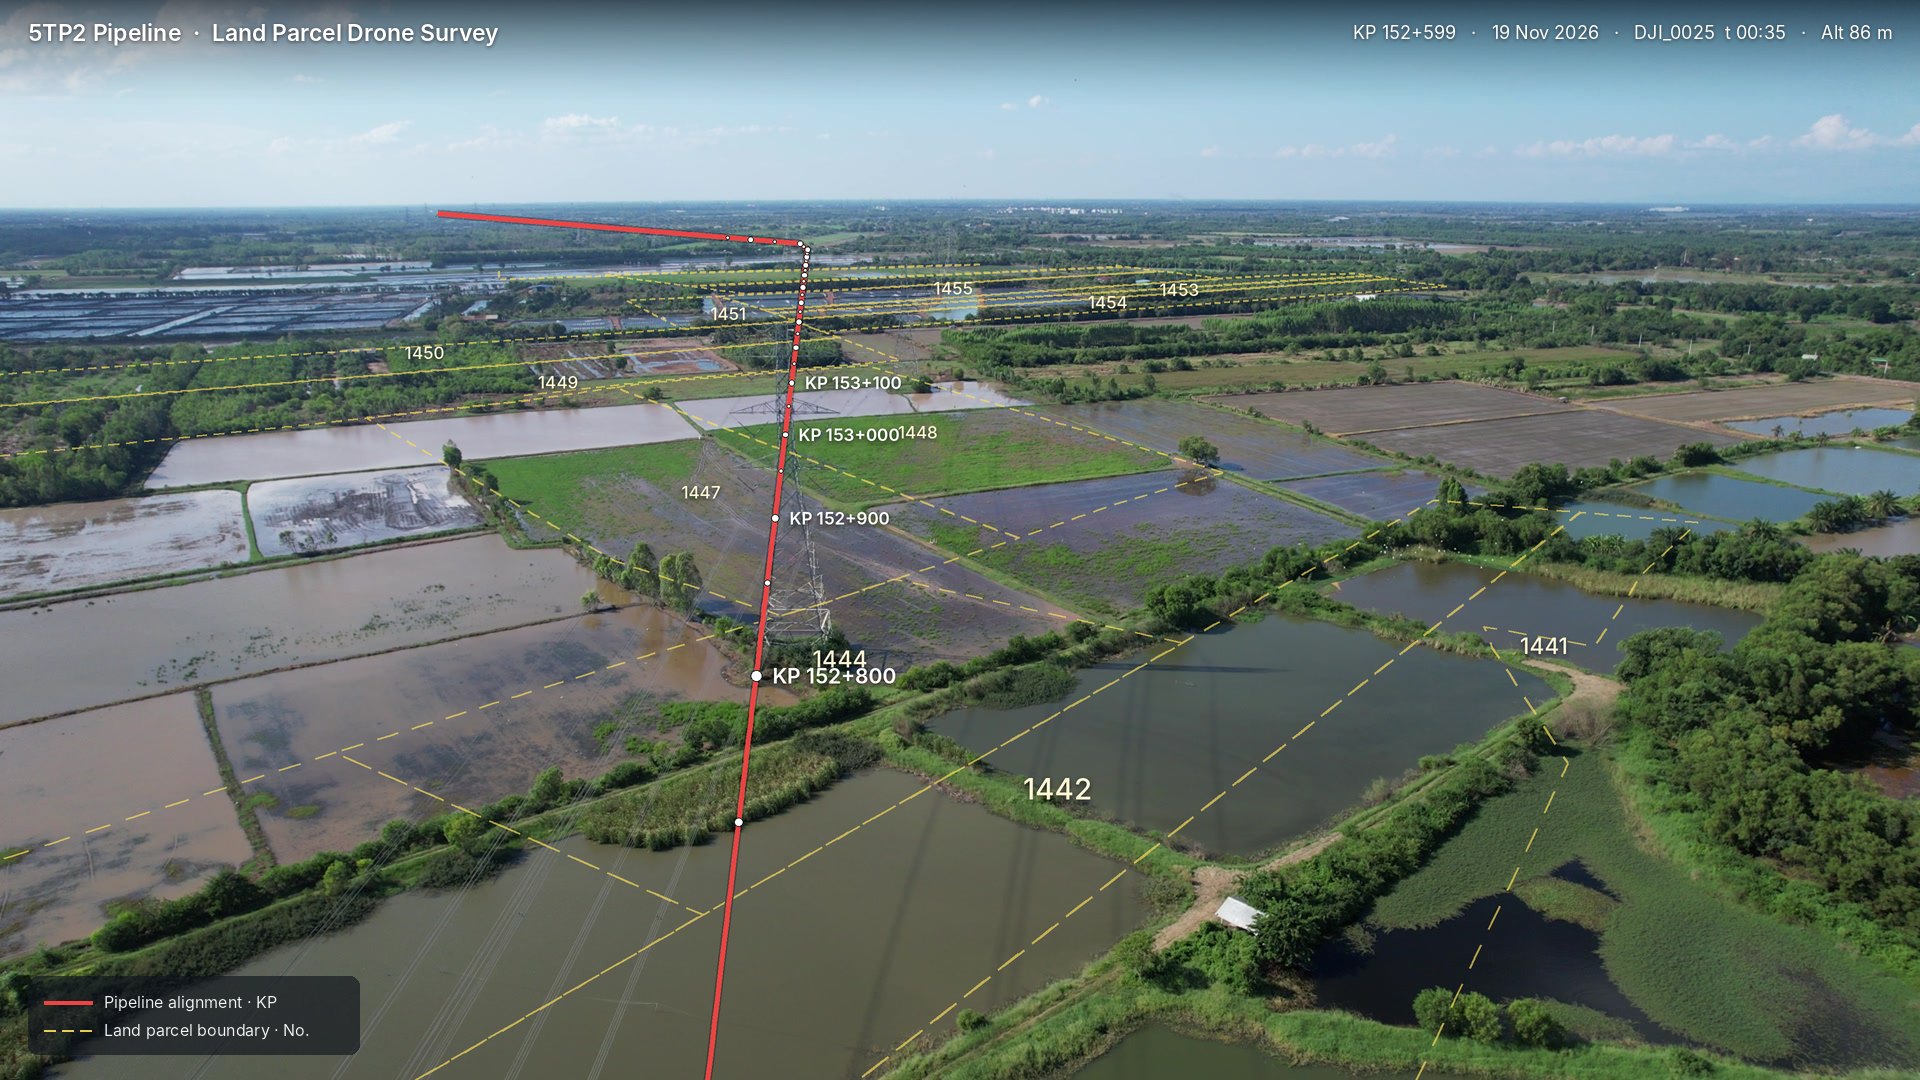 5TP2 Pipeline · Land Parcel Drone Survey
KP 152+599 · 19 Nov 2026 · DJI_0025 t 00:35 · Alt 86 m
1455
1453
1454
1451
1450
1449
KP 153+100
KP 153+000
1448
1447
KP 152+900
1441
1444
KP 152+800
1442
Pipeline alignment · KP
Land parcel boundary · No.